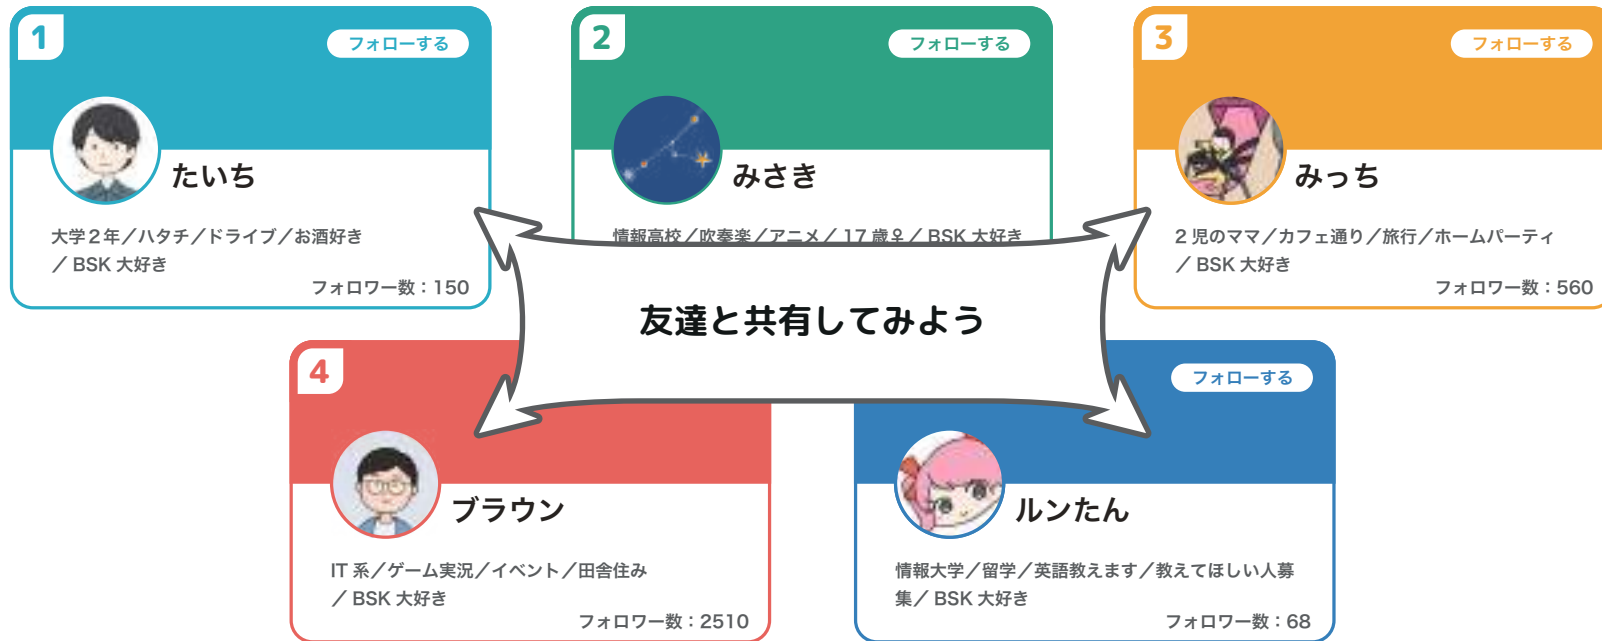 1
フォローする
たいち
大学2年／ハタチ／ドライブ／お酒好き
／ BSK 大好き
フォロワー数：150
2
フォローする
みさき
情報高校／吹奏楽／アニメ／ 17 歳♀／ BSK 大好き
3
フォローする
みっち
2 児のママ／カフェ通り／旅行／ホームパーティ
／ BSK 大好き
フォロワー数：560
友達と共有してみよう
4
ブラウン
IT 系／ゲーム実況／イベント／田舎住み
／ BSK 大好き
フォロワー数：2510
フォローする
ルンたん
情報大学／留学／英語教えます／教えてほしい人募
集／ BSK 大好き
フォロワー数：68